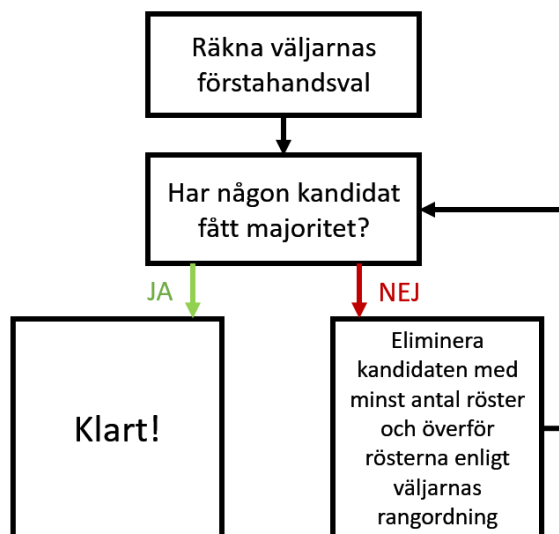 Räkna väljarnas
förstahandsval
Har någon kandidat
fått majoritet?
JA
NEJ
Klart!
Eliminera
kandidaten med
minst antal röster
och överför
rösterna enligt
väljarnas
rangordning